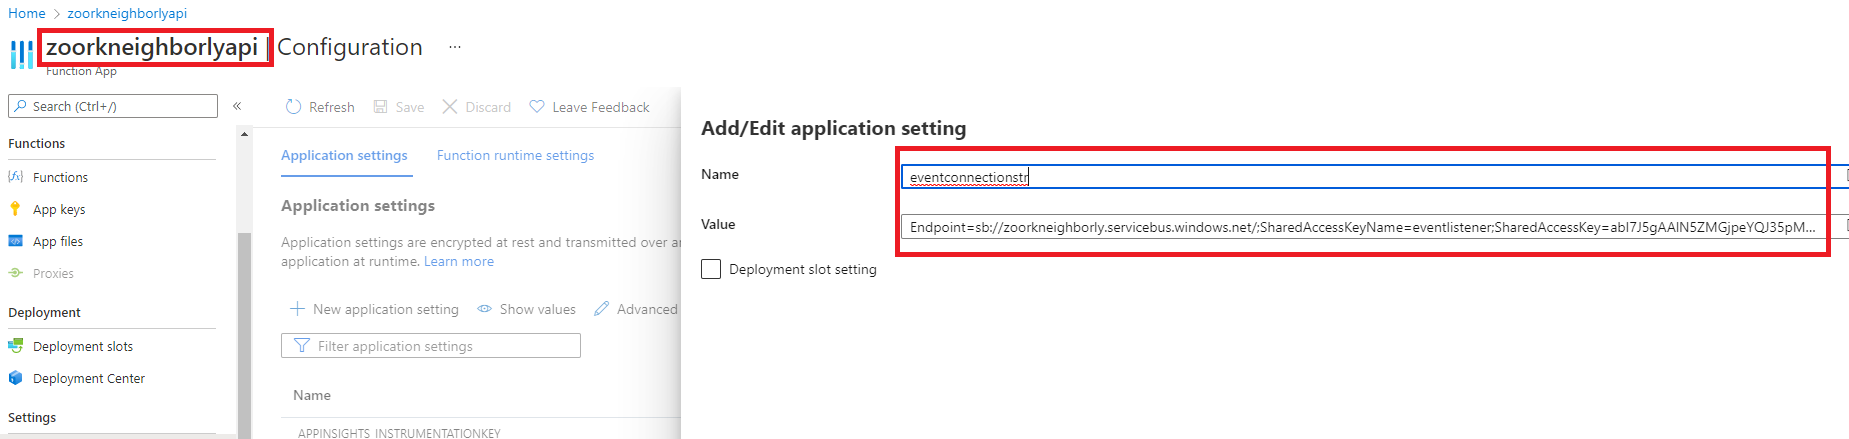 Home > zoorkneighborlyapi
zoorkneighborlyapi | Configuration ...
Function App
Search (Ctrl+/)
«
Refresh
Save
Discard
Leave Feedback
Functions
Functions
App keys
App files
Proxies
Deployment
Deployment slots
Deployment Center
Settings
Application settings
Function runtime settings
Application settings
Application settings are encrypted at rest and transmitted over
application at runtime. Learn more
New application setting
Show values
Advanced
Filter application settings
Name
APPINSIGHTS_INSTRUMENTATIONKEY
Add/Edit application setting
Name
eventconnectionstr
Value
Endpoint=sb://zoorkneighborly.servicebus.windows.net/;SharedAccessKeyName=eventlistener;SharedAccessKey=abI7J5gAAIN5ZMGjpeYQJ35pM...
Deployment slot setting